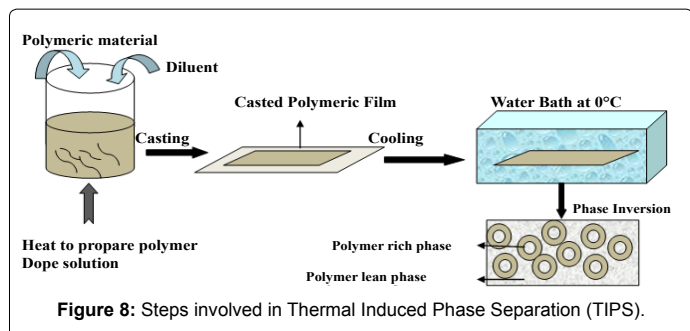 Polymeric material
Diluent
Casted Polymeric Film
Water Bath at 0°C
Casting
Cooling
Phase Inversion
Heat to propare polymer
Dope solution
Polymer rich phase
Polymer lean phase
Figure 8: Steps involved in Thermal Induced Phase Separation (TIPS).